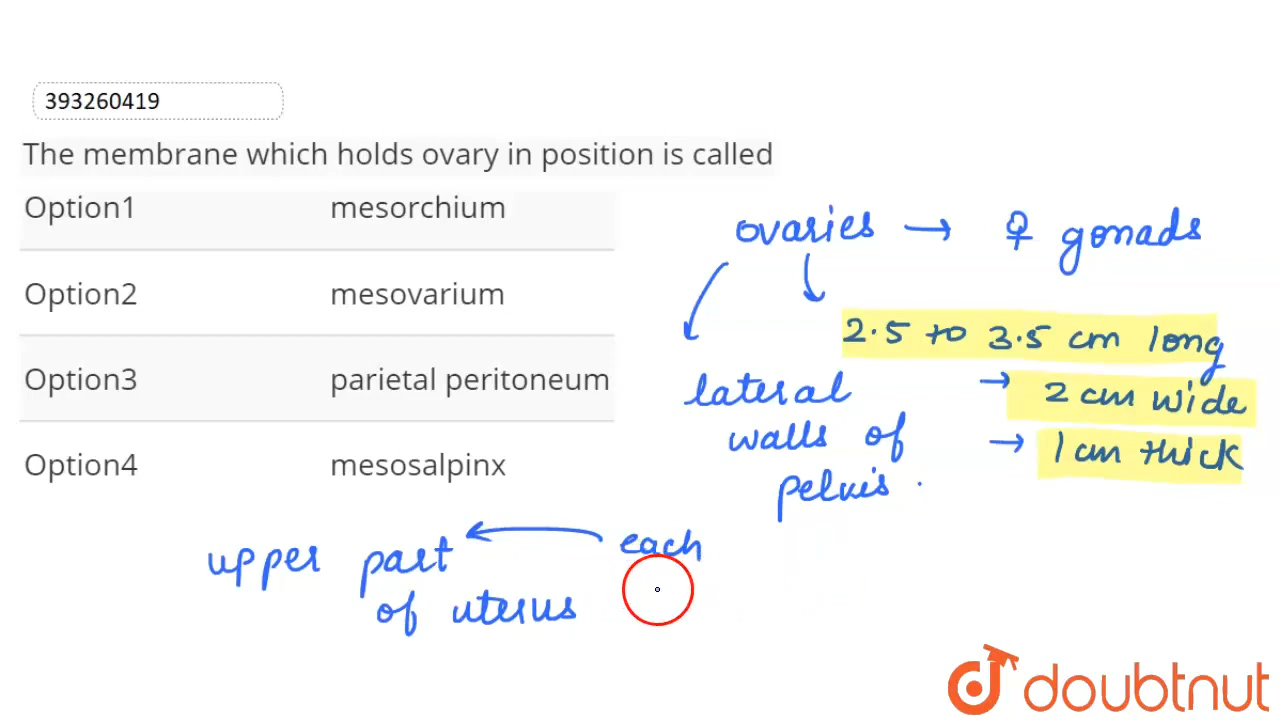 393260419
The membrane which holds ovary in position is called
Option1 mesorchium
Option2 mesovarium
Option3 parietal peritoneum
Option4 mesosalpinx
ovaries → ♀ gonads
2.5 to 3.5 cm long
→ 2 cm wide
→ 1 cm thick
lateral
walls of
pelvis.
each
upper part
of uterus
doubtnut